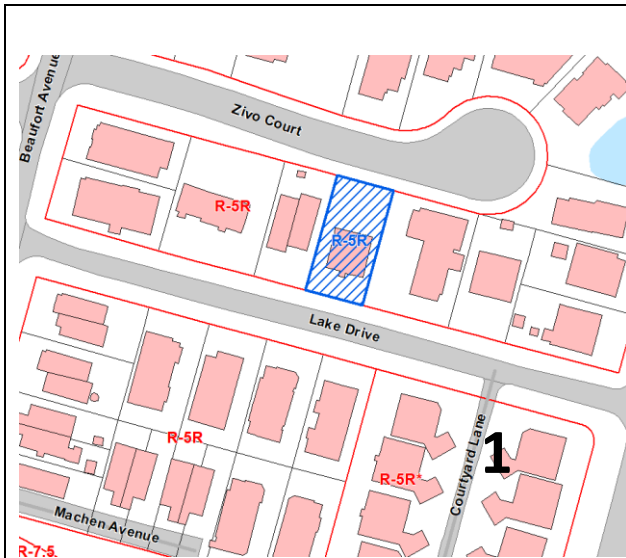 Beaufort Avenue
Zivo Court
R-5R
R-5R
Lake Drive
R-5R
R-5R*
Courtyard Lane
1
Machen Avenue
R-7.5